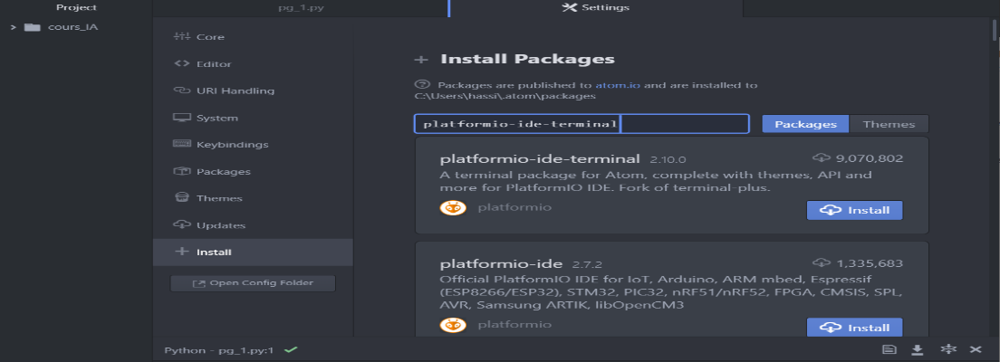 Project
pg_1.py
Settings
cours_IA
Core
Editor
URI Handling
System
Keybindings
Packages
Themes
Updates
Install
Open Config Folder
Install Packages
Packages are published to atom.io and are installed to
C:\Users\hassi\.atom\packages
platformio-ide-terminal
Packages
Themes
platformio-ide-terminal 2.10.0
9,070,802
A terminal package for Atom, complete with themes, API and
more for PlatformIO IDE. Fork of terminal-plus.
platformio
Install
platformio-ide 2.7.2
1,335,683
Official PlatformIO IDE for IoT, Arduino, ARM mbed, Espressif
(ESP8266/ESP32), STM32, PIC32, nRF51/nRF52, FPGA, CMSIS, SPL,
AVR, Samsung ARTIK, libOpenCM3
platformio
Install
Python - pg_1.py:1